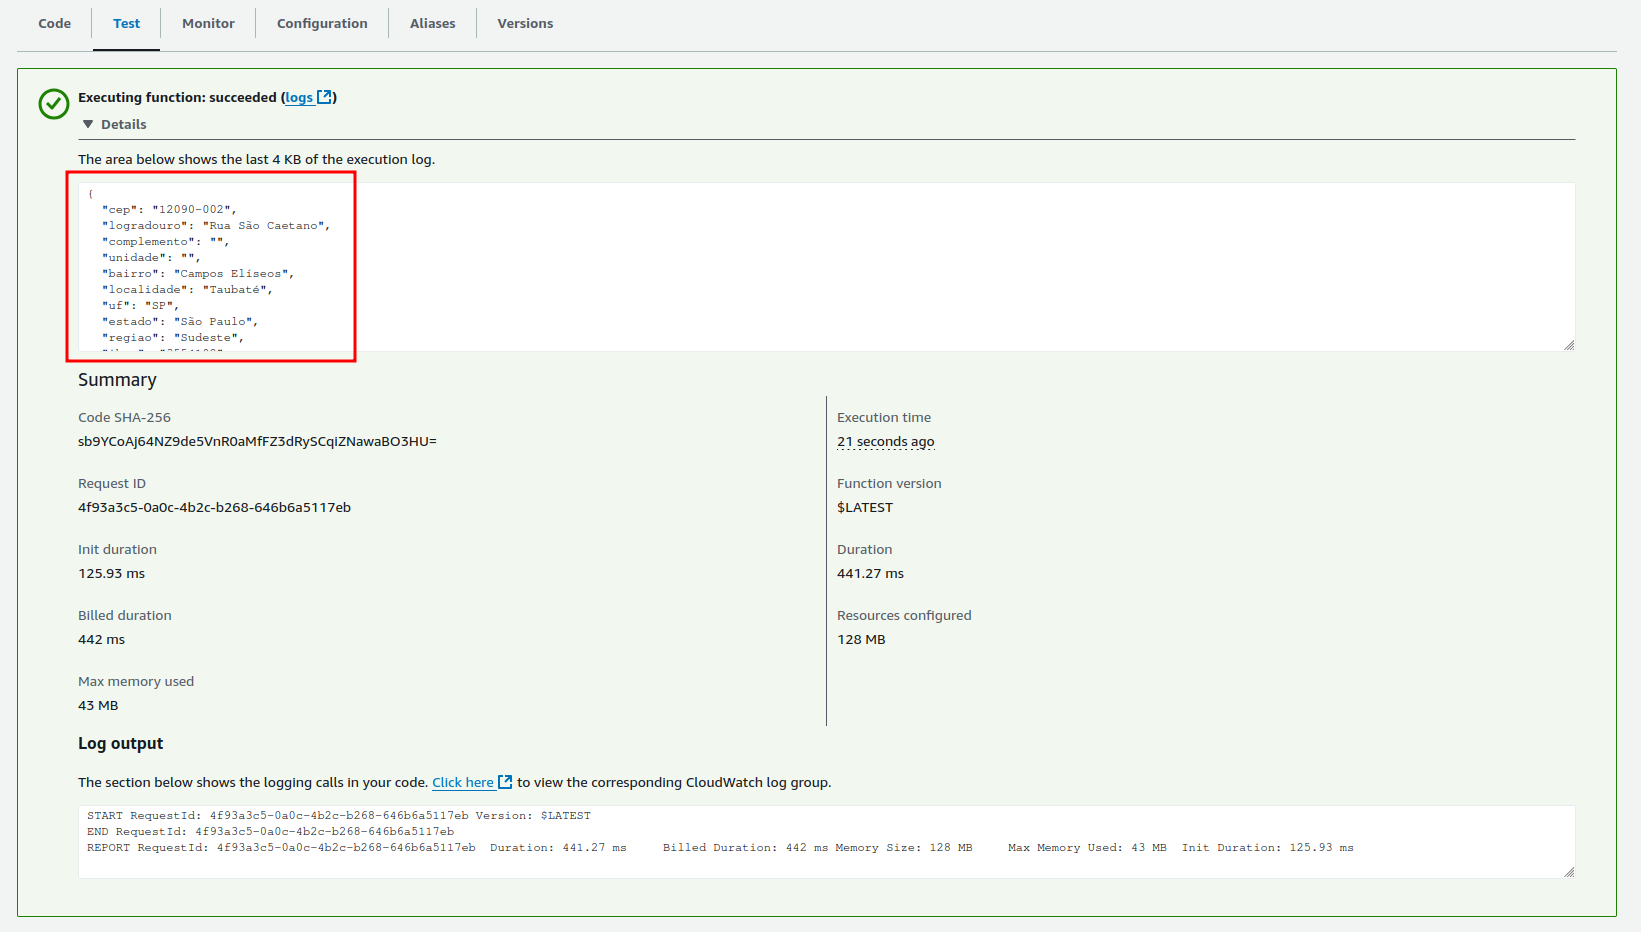 Code Test Monitor Configuration Aliases Versions
Executing function: succeeded (logs)
Details
The area below shows the last 4 KB of the execution log.
{
"cep": "12090-002",
"logradouro": "Rua São Caetano",
"complemento": "",
"unidade": "",
"bairro": "Campos Elíseos",
"localidade": "Taubaté",
"uf": "SP",
"estado": "São Paulo",
"regiao": "Sudeste",
Summary
Code SHA-256
sb9YCoAj64NZ9de5VnR0aMfFZ3dRySCqIZNawaBO3HU=
Execution time
21 seconds ago
Request ID
4f93a3c5-0a0c-4b2c-b268-646b6a5117eb
Function version
$LATEST
Init duration
125.93 ms
Duration
441.27 ms
Billed duration
442 ms
Resources configured
128 MB
Max memory used
43 MB
Log output
The section below shows the logging calls in your code. Click here to view the corresponding CloudWatch log group.
START RequestId: 4f93a3c5-0a0c-4b2c-b268-646b6a5117eb Version: $LATEST
END RequestId: 4f93a3c5-0a0c-4b2c-b268-646b6a5117eb
REPORT RequestId: 4f93a3c5-0a0c-4b2c-b268-646b6a5117eb Duration: 441.27 ms Billed Duration: 442 ms Memory Size: 128 MB Max Memory Used: 43 MB Init Duration: 125.93 ms